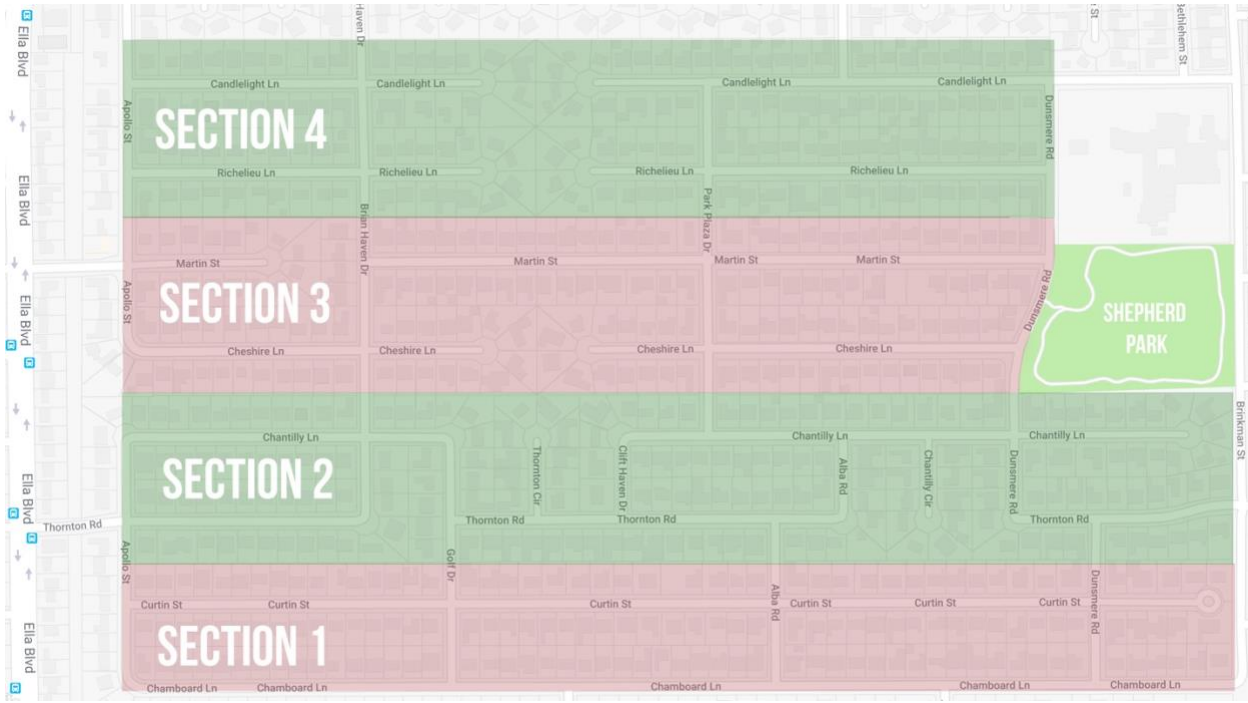 Ella Blvd
Haven Dr
St
Bethlehem St
Candlelight Ln
Candlelight Ln
Candlelight Ln
Candlelight Ln
Apollo St
SECTION 4
Dunsmere Rd
Richelieu Ln
Richelieu Ln
Richelieu Ln
Richelieu Ln
Ella Blvd
Brian Haven Dr
Park Plaza Dr
Martin St
Martin St
Martin St
Martin St
Apollo St
SECTION 3
Dunsmere Rd
SHEPHERD
PARK
Ella Blvd
Cheshire Ln
Cheshire Ln
Cheshire Ln
Cheshire Ln
Brinkman St
Chantilly Ln
Chantilly Ln
Chantilly Ln
SECTION 2
Thornton Cir
Clift Haven Dr
Alba Rd
Chantilly Cir
Dunsmere Rd
Ella Blvd
Thornton Rd
Thornton Rd
Thornton Rd
Thornton Rd
Apollo St
Golf Dr
Alba Rd
Dunsmere Rd
Curtin St
Curtin St
Curtin St
Curtin St
Curtin St
Curtin St
Ella Blvd
SECTION 1
Chamboard Ln
Chamboard Ln
Chamboard Ln
Chamboard Ln
Chamboard Ln